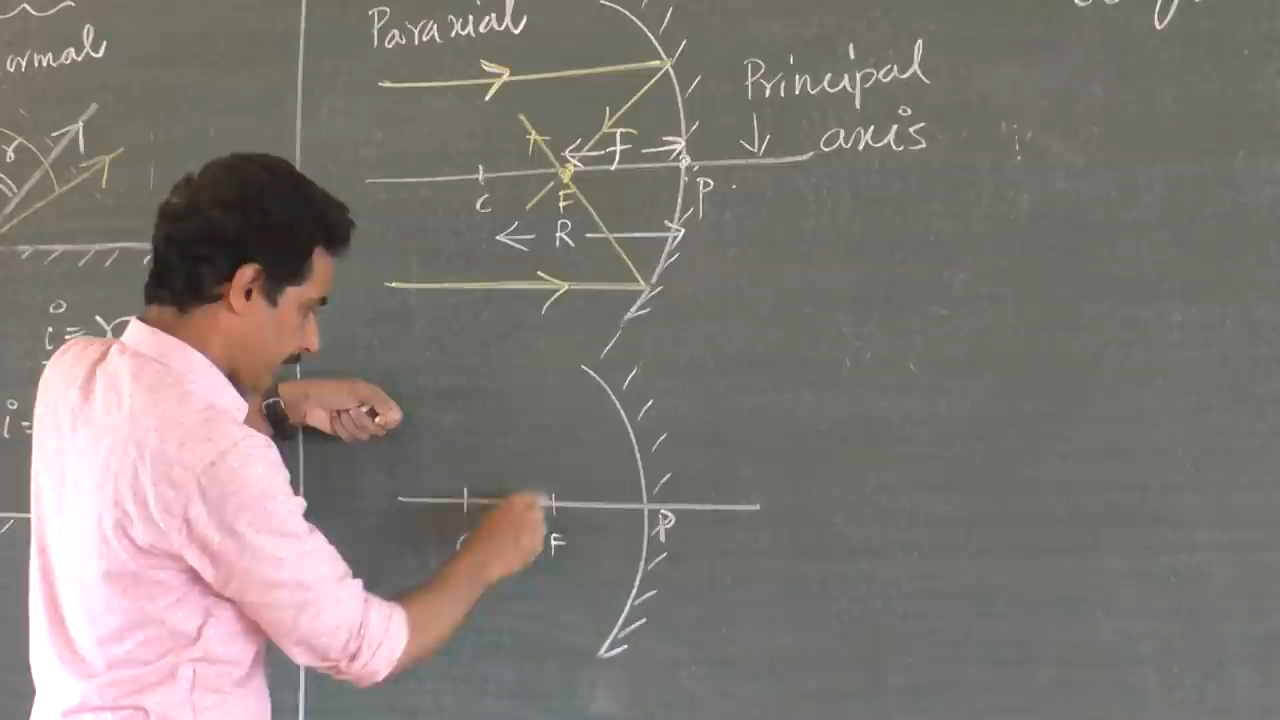 ormal
r
i
i = r
i =
Paraxial
Principal
axis
f
C
F
P
R
F
P